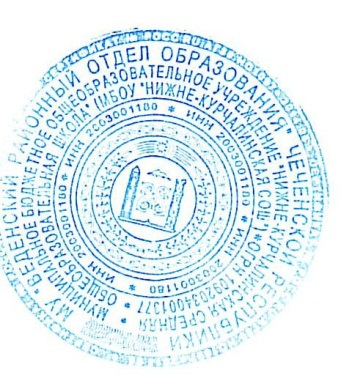 МУ "ВЕДЕНСКИЙ РАЙОННЫЙ ОТДЕЛ ОБРАЗОВАНИЯ" ЧЕЧЕНСКОЙ РЕСПУБЛИКИ
МУНИЦИПАЛЬНОЕ БЮДЖЕТНОЕ ОБЩЕОБРАЗОВАТЕЛЬНОЕ УЧРЕЖДЕНИЕ "НИЖНЕ-КУРЧАЛИНСКАЯ СРЕДНЯЯ
ОБЩЕОБРАЗОВАТЕЛЬНАЯ ШКОЛА" (МБОУ "НИЖНЕ-КУРЧАЛИНСКАЯ СОШ") * ОГРН 1092034001377 *
ИНН 2003001180 * ИНН 2003001180 * ИНН 2003001180 * ИНН 2003001180 *